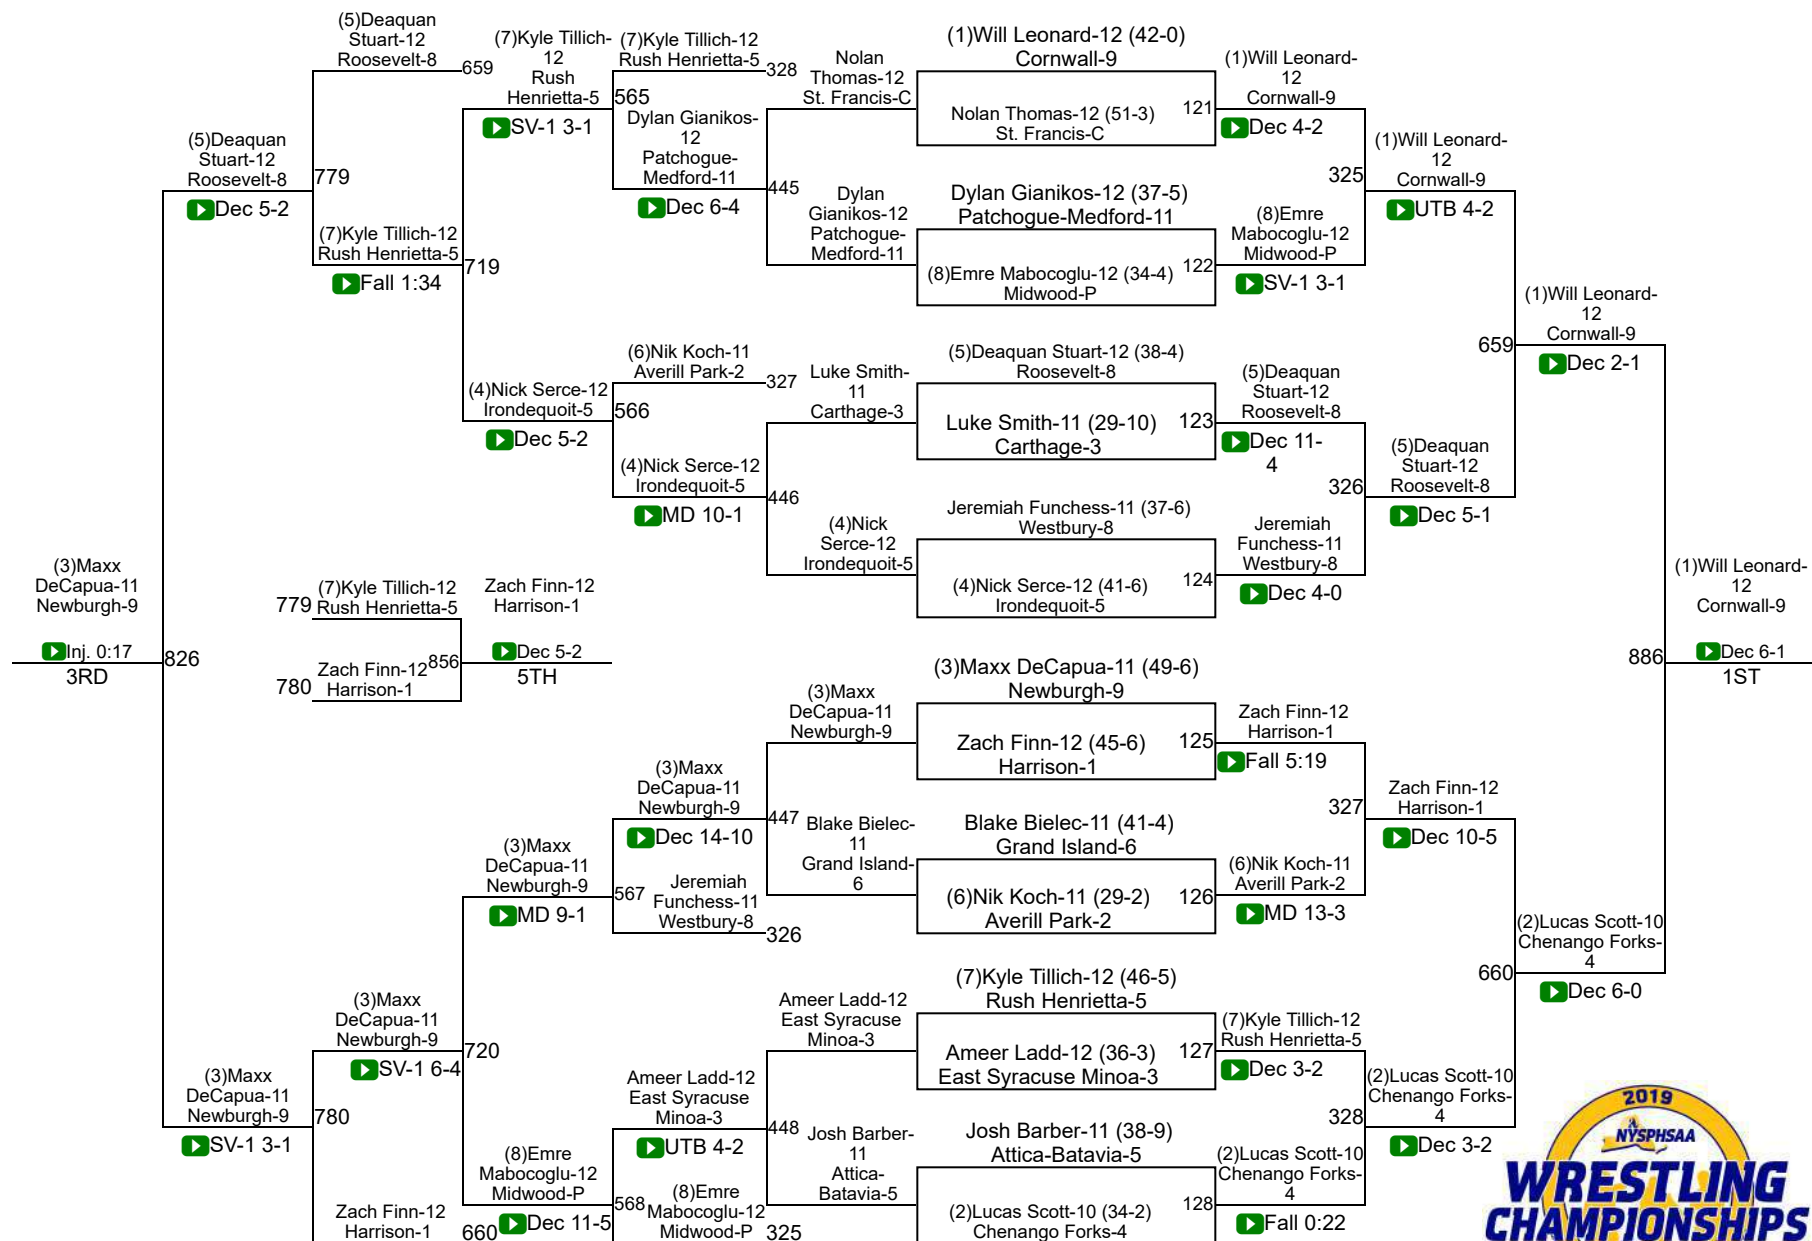 (5)Deaquan
Stuart-12
Roosevelt-8
659
(5)Deaquan
Stuart-12
Roosevelt-8
Dec 5-2
779
(7)Kyle Tillich-12
Rush Henrietta-5
Fall 1:34
(7)Kyle Tillich-
12
Rush
Henrietta-5
SV-1 3-1
719
(4)Nick Serce-12
Irondequoit-5
Dec 5-2
(7)Kyle Tillich-12
Rush Henrietta-5
328
565
Dylan Gianikos-
12
Patchogue-
Medford-11
Dec 6-4
445
(6)Nik Koch-11
Averill Park-2
327
566
(4)Nick Serce-12
Irondequoit-5
MD 10-1
446
Nolan
Thomas-12
St. Francis-C
Dylan
Gianikos-12
Patchogue-
Medford-11
Luke Smith-
11
Carthage-3
(4)Nick
Serce-12
Irondequoit-5
(1)Will Leonard-12 (42-0)
Cornwall-9
Nolan Thomas-12 (51-3)
St. Francis-C
121
Dylan Gianikos-12 (37-5)
Patchogue-Medford-11
(8)Emre Mabocoglu-12 (34-4)
Midwood-P
122
(5)Deaquan Stuart-12 (38-4)
Roosevelt-8
Luke Smith-11 (29-10)
Carthage-3
123
Jeremiah Funchess-11 (37-6)
Westbury-8
(4)Nick Serce-12 (41-6)
Irondequoit-5
124
(1)Will Leonard-
12
Cornwall-9
Dec 4-2
325
(8)Emre
Mabocoglu-12
Midwood-P
SV-1 3-1
(5)Deaquan
Stuart-12
Roosevelt-8
Dec 11-
4
326
Jeremiah
Funchess-11
Westbury-8
Dec 4-0
(1)Will Leonard-
12
Cornwall-9
UTB 4-2
659
(5)Deaquan
Stuart-12
Roosevelt-8
Dec 5-1
(1)Will Leonard-
12
Cornwall-9
Dec 2-1
(3)Maxx
DeCapua-11
Newburgh-9
Inj. 0:17
3RD
826
779
(7)Kyle Tillich-12
Rush Henrietta-5
780
Zach Finn-12
Harrison-1
856
Zach Finn-12
Harrison-1
Dec 5-2
5TH
886
(1)Will Leonard-
12
Cornwall-9
Dec 6-1
1ST
(3)Maxx
DeCapua-11
Newburgh-9
SV-1 3-1
780
(3)Maxx
DeCapua-11
Newburgh-9
SV-1 6-4
Zach Finn-12
Harrison-1
660
720
(3)Maxx
DeCapua-11
Newburgh-9
MD 9-1
(8)Emre
Mabocoglu-12
Midwood-P
Dec 11-5
(3)Maxx
DeCapua-11
Newburgh-9
Dec 14-10
567
Jeremiah
Funchess-11
Westbury-8
326
Ameer Ladd-12
East Syracuse
Minoa-3
UTB 4-2
568
(8)Emre
Mabocoglu-12
Midwood-P
325
(3)Maxx
DeCapua-11
Newburgh-9
447
Blake Bielec-
11
Grand Island-
6
Ameer Ladd-12
East Syracuse
Minoa-3
448
Josh Barber-
11
Attica-
Batavia-5
(3)Maxx DeCapua-11 (49-6)
Newburgh-9
Zach Finn-12 (45-6)
Harrison-1
125
Blake Bielec-11 (41-4)
Grand Island-6
(6)Nik Koch-11 (29-2)
Averill Park-2
126
(7)Kyle Tillich-12 (46-5)
Rush Henrietta-5
Ameer Ladd-12 (36-3)
East Syracuse Minoa-3
127
Josh Barber-11 (38-9)
Attica-Batavia-5
(2)Lucas Scott-10 (34-2)
Chenango Forks-4
128
Zach Finn-12
Harrison-1
Fall 5:19
327
(6)Nik Koch-11
Averill Park-2
MD 13-3
(7)Kyle Tillich-12
Rush Henrietta-5
Dec 3-2
328
(2)Lucas Scott-10
Chenango Forks-
4
Fall 0:22
Zach Finn-12
Harrison-1
Dec 10-5
660
(2)Lucas Scott-10
Chenango Forks-
4
Dec 3-2
(2)Lucas Scott-10
Chenango Forks-
4
Dec 6-0
2019
NYSPHSAA
WRESTLING
CHAMPIONSHIPS